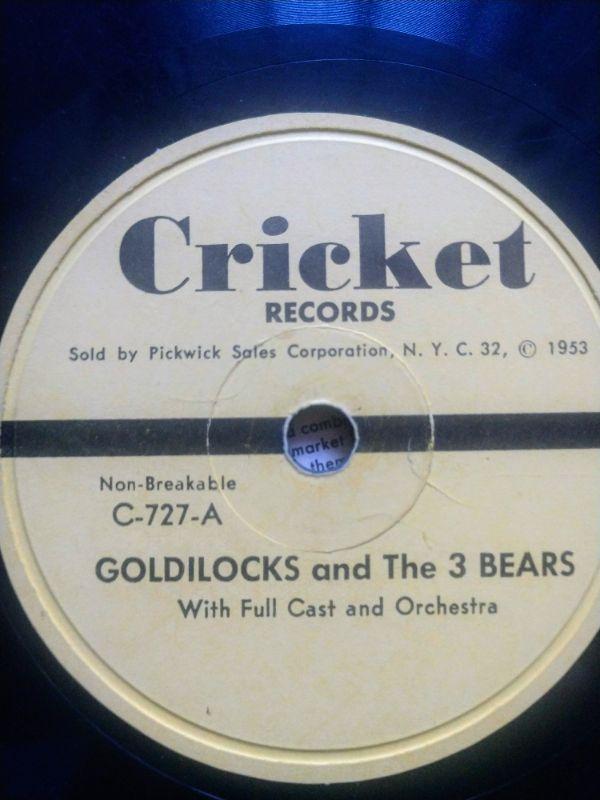 Cricket
RECORDS
Sold by Pickwick Sales Corporation, N. Y. C. 32, © 1953
comb
market
then
Non-Breakable
C-727-A
GOLDILOCKS and The 3 BEARS
With Full Cast and Orchestra